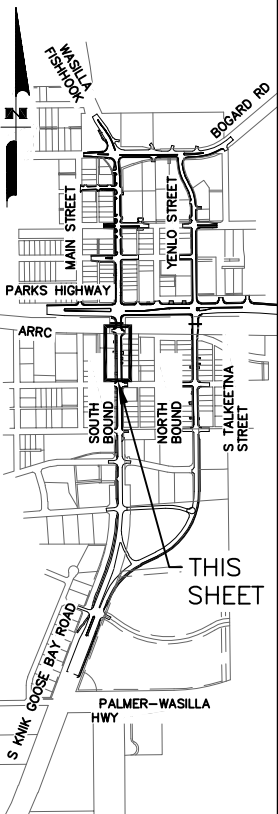 WASILLA
FISHHOOK
BOGARD RD
N
MAIN STREET
YENLO STREET
PARKS HIGHWAY
ARRC
SOUTH
BOUND
NORTH
BOUND
S TALKEETNA
STREET
THIS
SHEET
S KNIK GOOSE BAY ROAD
PALMER-WASILLA
HWY